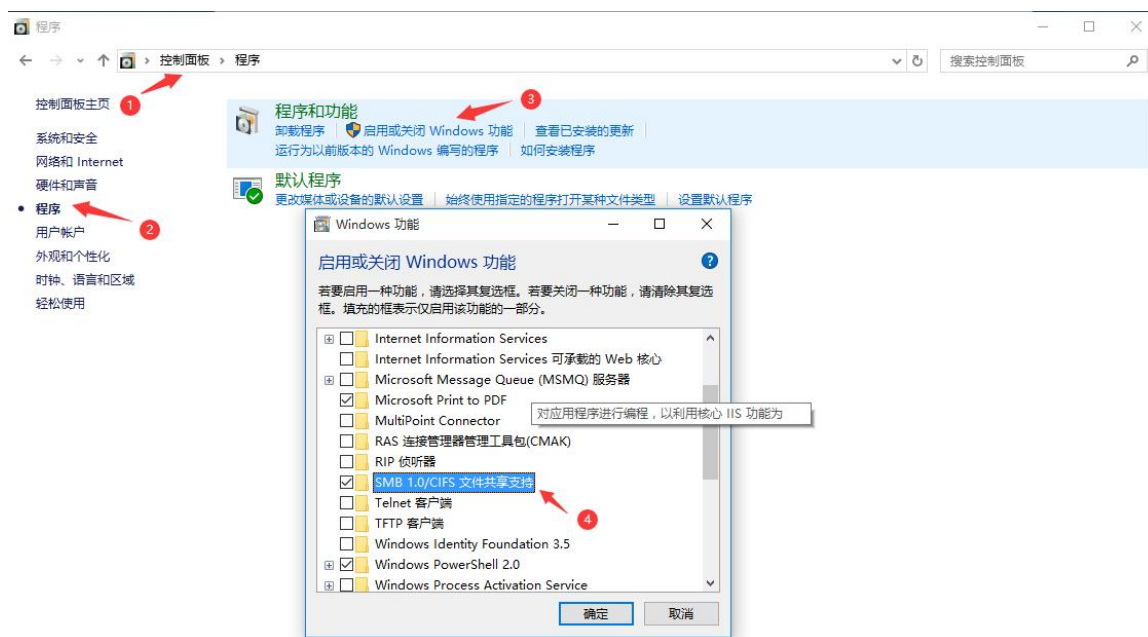 程序
控制面板 › 程序
搜索控制面板
控制面板主页
1
3
程序和功能
卸载程序
启用或关闭 Windows 功能
查看已安装的更新
运行为以前版本的 Windows 编写的程序
如何安装程序
系统和安全
网络和 Internet
硬件和声音
程序
2
用户帐户
外观和个性化
时钟、语言和区域
轻松使用
默认程序
更改媒体或设备的默认设置
始终使用指定的程序打开某种文件类型
设置默认程序
Windows 功能
启用或关闭 Windows 功能
若要启用一种功能，请选择其复选框。若要关闭一种功能，请清除其复选
框。填充的框表示仅启用该功能的一部分。
Internet Information Services
Internet Information Services 可承载的 Web 核心
Microsoft Message Queue (MSMQ) 服务器
Microsoft Print to PDF
对应用程序进行编程，以利用核心 IIS 功能为
MultiPoint Connector
RAS 连接管理器管理工具包(CMAK)
RIP 侦听器
SMB 1.0/CIFS 文件共享支持
4
Telnet 客户端
TFTP 客户端
Windows Identity Foundation 3.5
Windows PowerShell 2.0
Windows Process Activation Service
确定
取消